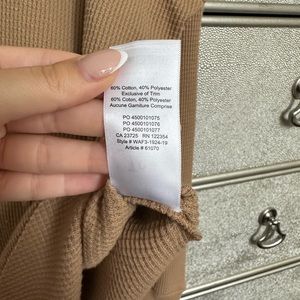 60% Cotton, 40% Polyester
Exclusive of Trim
60% Coton, 40% Polyester
Aucune Garniture Comprise
PO 4500101075
PO 4500101076
PO 4500101077
CA 23725 RN 122354
Style # WAF3-1924-19
Article # 61070